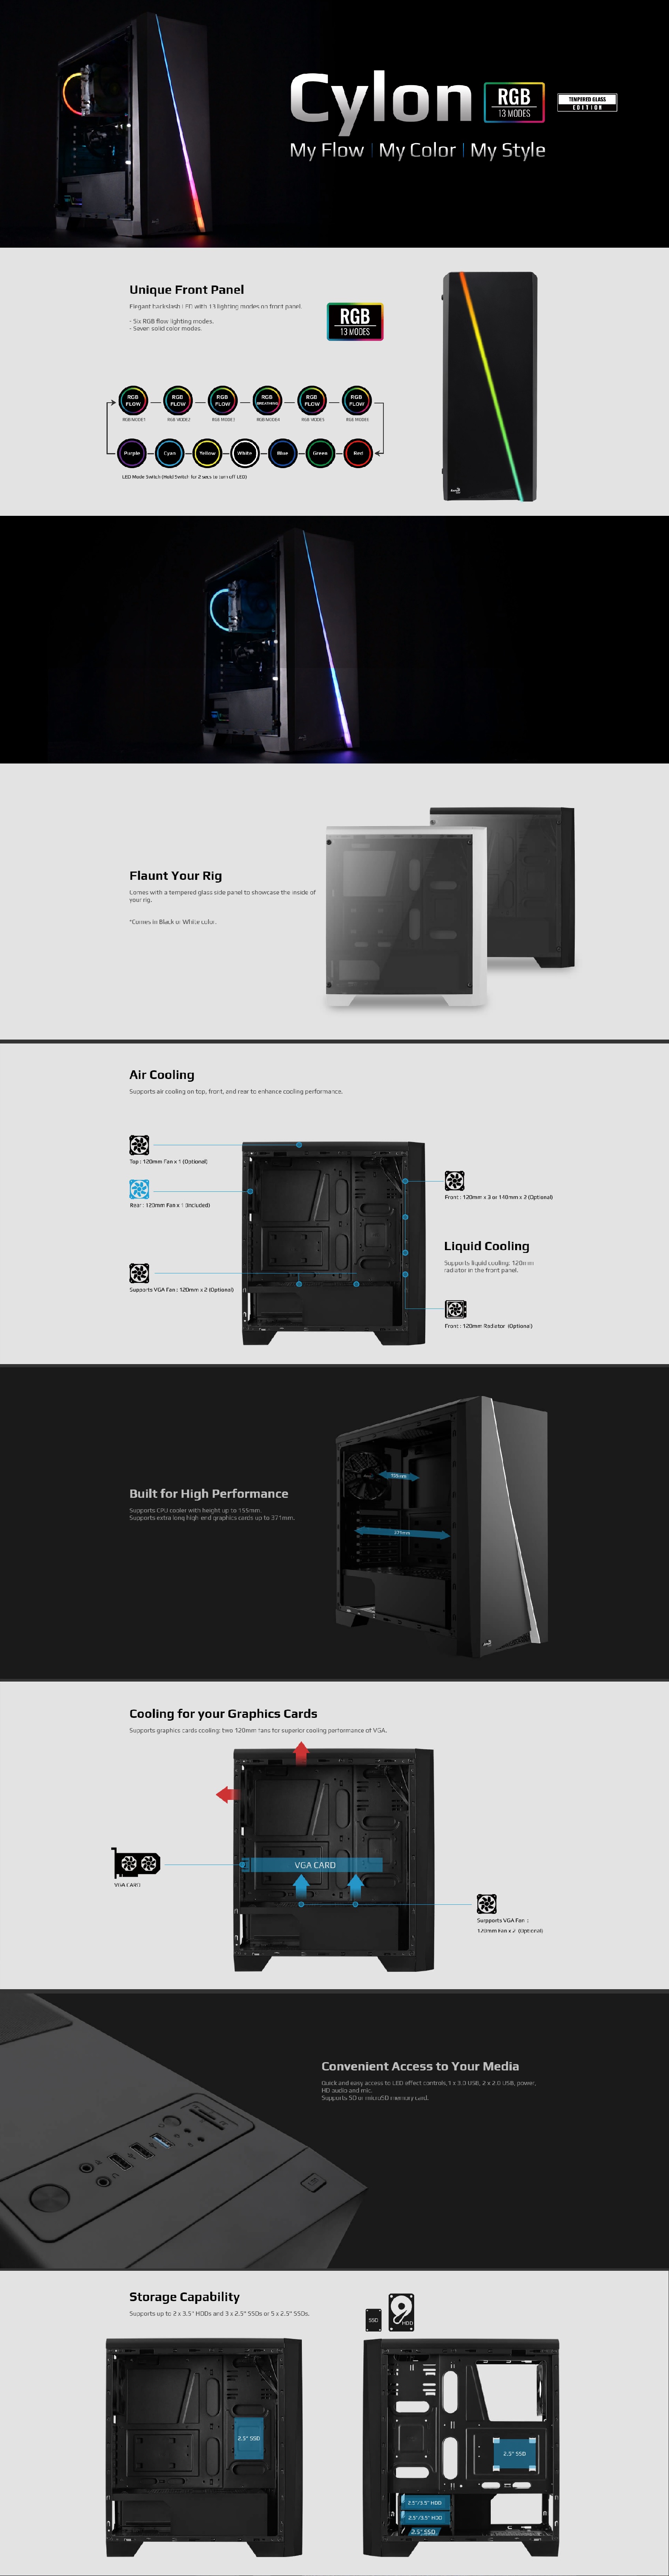 Cylon
RGB
13 MODES
TEMPERED GLASS
EDITION
My Flow | My Color | My Style
Unique Front Panel
Elegant backslash LED with 13 lighting modes on front panel.
- Six RGB flow lighting modes.
- Seven solid color modes.
RGB
13 MODES
RGB FLOW
RGB FLOW
RGB FLOW
RGB BREATHING
RGB FLOW
RGB FLOW
RGB MODE1
RGB MODE2
RGB MODE3
RGB MODE4
RGB MODE5
RGB MODE6
Purple
Cyan
Yellow
White
Blue
Green
Red
LED Mode Switch (Hold Switch for 2 secs to turn off LED)
Flaunt Your Rig
Comes with a tempered glass side panel to showcase the inside of
your rig.
*Comes in Black or White color.
Air Cooling
Supports air cooling on top, front, and rear to enhance cooling performance.
Top : 120mm Fan x 1 (Optional)
Rear : 120mm Fan x 1 (Included)
Front : 120mm x 3 or 140mm x 2 (Optional)
Liquid Cooling
Supports liquid cooling: 120mm
radiator in the front panel.
Supports VGA Fan : 120mm x 2 (Optional)
Front : 120mm Radiator (Optional)
Built for High Performance
Supports CPU cooler with height up to 155mm.
Supports extra long high-end graphics cards up to 371mm.
155mm
371mm
Cooling for your Graphics Cards
Supports graphics cards cooling: two 120mm fans for superior cooling performance of VGA.
VGA CARD
VGA CARD
Surpports VGA Fan :
120mm Fan x 2 (Optional)
Convenient Access to Your Media
Quick and easy access to LED effect controls, 1 x 3.0 USB, 2 x 2.0 USB, power,
HD audio and mic.
Supports SD or microSD memory card.
Storage Capability
Supports up to 2 x 3.5" HDDs and 3 x 2.5" SSDs or 5 x 2.5" SSDs.
SSD
HDD
2.5" SSD
2.5" SSD
2.5"/3.5" HDD
2.5"/3.5" HDD
2.5" SSD